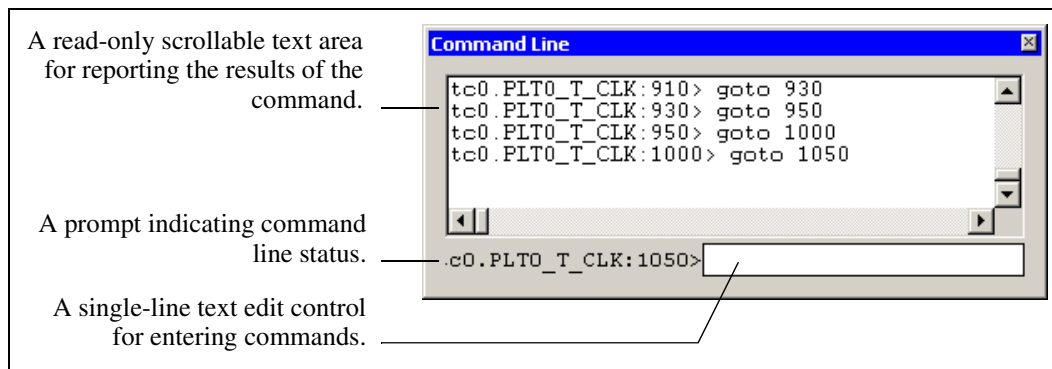 A read-only scrollable text area
for reporting the results of the
command.
Command Line
tc0.PLT0_T_CLK:910> goto 930
tc0.PLT0_T_CLK:930> goto 950
tc0.PLT0_T_CLK:950> goto 1000
tc0.PLT0_T_CLK:1000> goto 1050
A prompt indicating command
line status.
.c0.PLT0_T_CLK:1050>
A single-line text edit control
for entering commands.